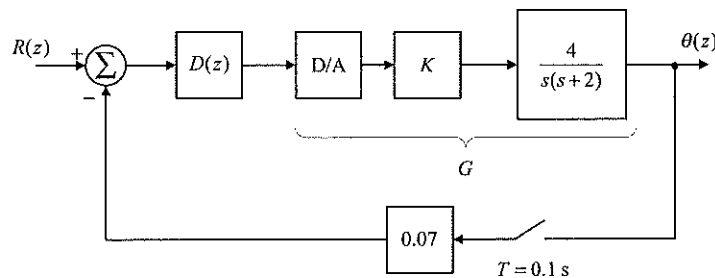 R(z)
+
Σ
−
D(z)
D/A
K
4
s(s+2)
θ(z)
G
0.07
T = 0.1 s